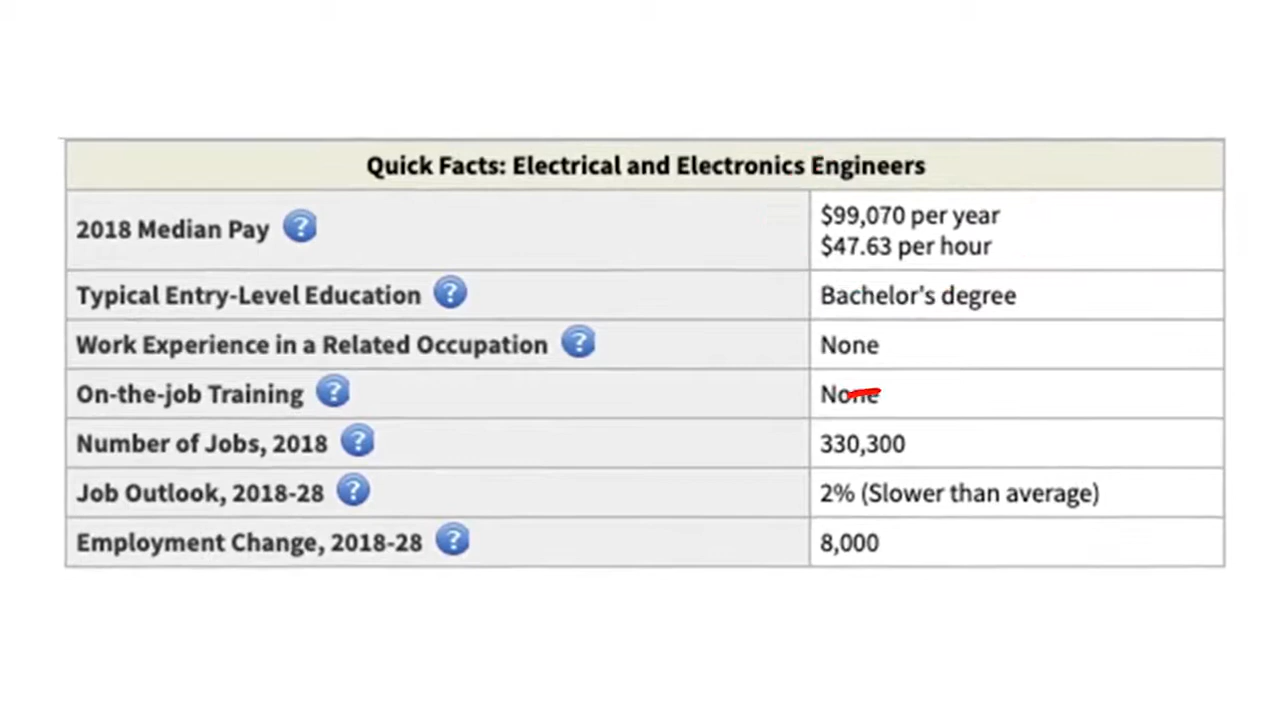 Quick Facts: Electrical and Electronics Engineers
2018 Median Pay ? $99,070 per year
$47.63 per hour
Typical Entry-Level Education ? Bachelor's degree
Work Experience in a Related Occupation ? None
On-the-job Training ? None
Number of Jobs, 2018 ? 330,300
Job Outlook, 2018-28 ? 2% (Slower than average)
Employment Change, 2018-28 ? 8,000